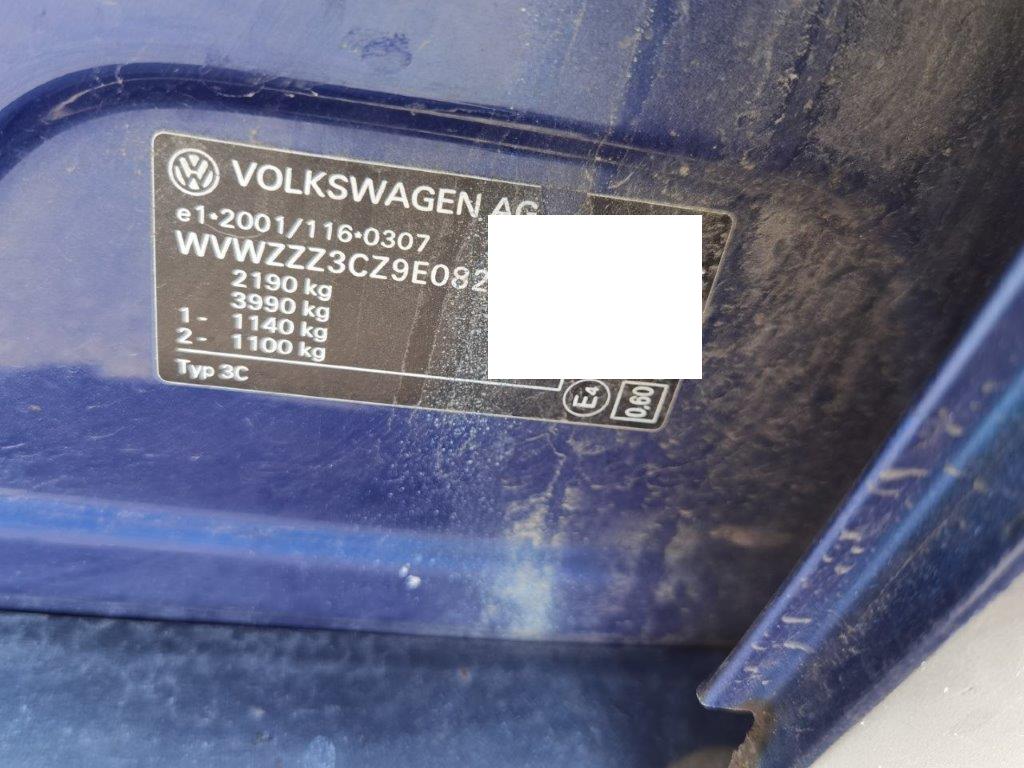 VOLKSWAGEN AG
e1*2001/116*0307
WVWZZZ3CZ9E082
2190 kg
3990 kg
1- 1140 kg
2- 1100 kg
Typ 3C
E4 0,60